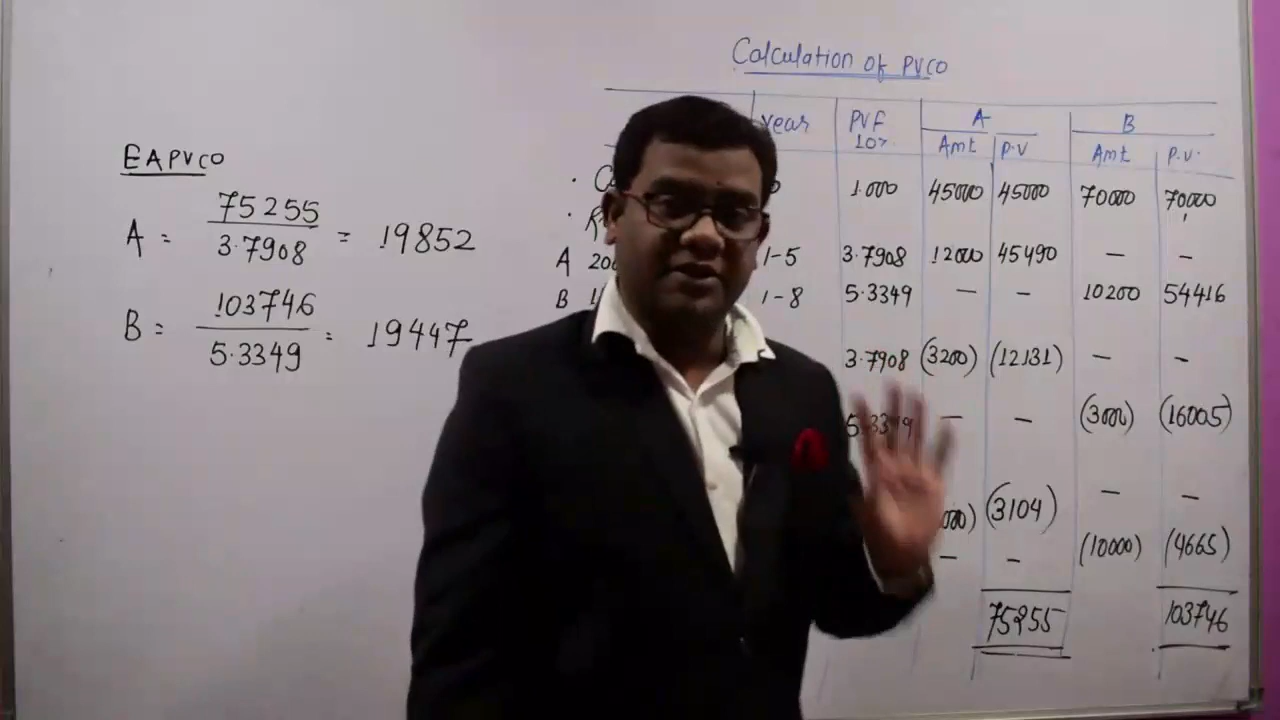 EAPVCO
A = 75255 / 3.7908 = 19852
B = 103746 / 5.3349 = 19447
Calculation of PVCO
year PVF 10% A B
Amt P.V Amt P.V.
1.000 45000 45000 70000 70000
A 1-5 3.7908 12000 45490 - -
B 1-8 5.3349 - - 10200 54416
3.7908 (3200) (12131) - -
5.3349 - - (3000) (16005)
(3104) - -
- - (10000) (4665)
75255 103746